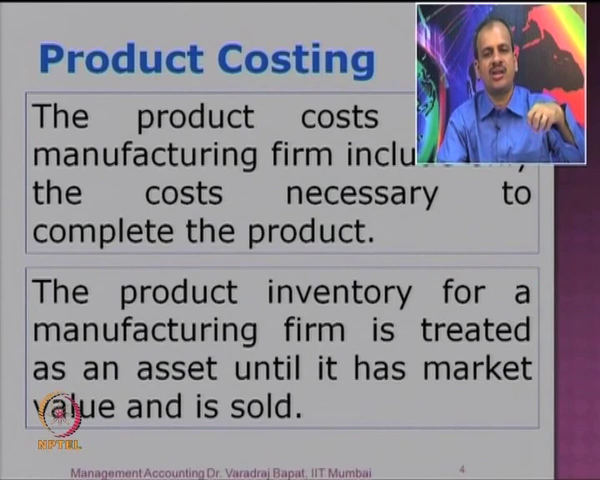 Product Costing
The product costs
manufacturing firm
the costs necessary to
complete the product.
The product inventory for a
manufacturing firm is treated
as an asset until it has market
value and is sold.
NPTEL
Management Accounting Dr. Varadraj Bapat, IIT Mumbai 4